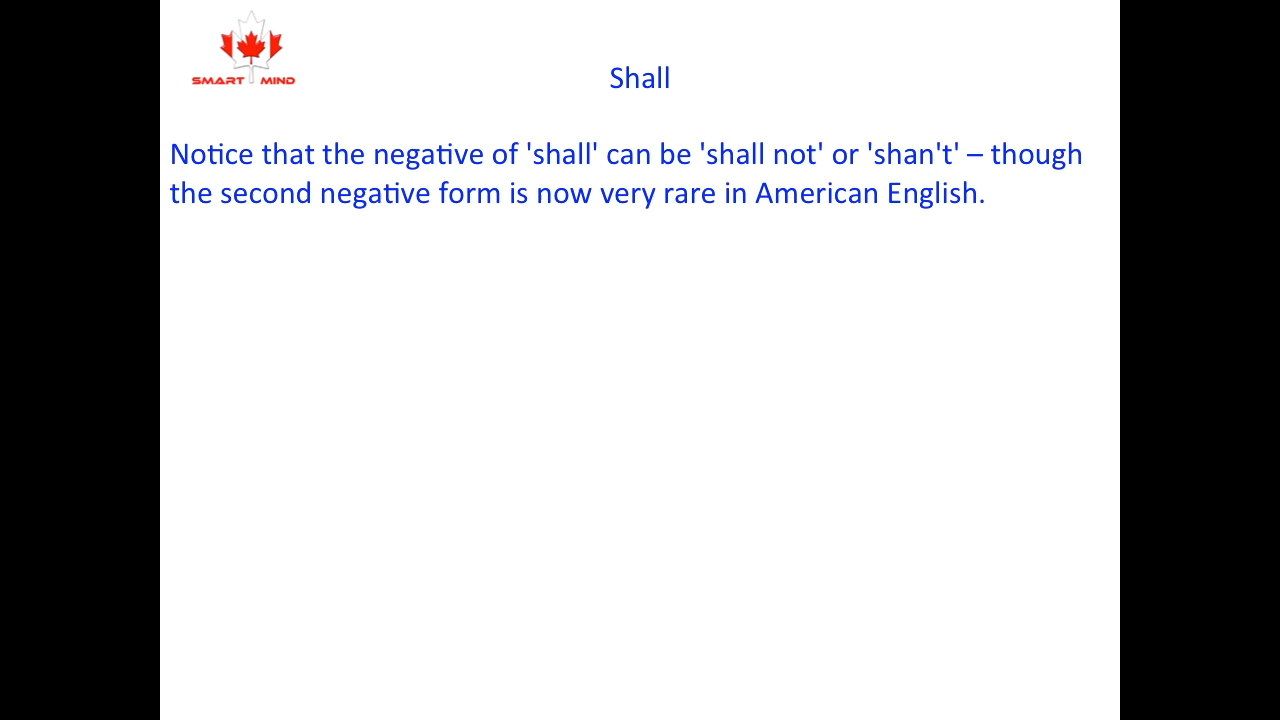 SMART MIND
Shall
Notice that the negative of 'shall' can be 'shall not' or 'shan't' – though
the second negative form is now very rare in American English.